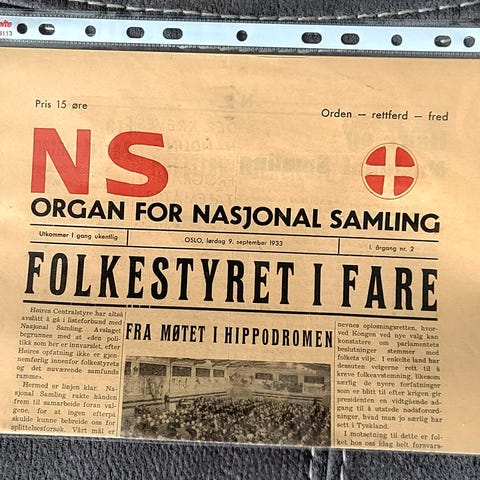 Pris 15 øre
Orden — rettferd — fred
NS
ORGAN FOR NASJONAL SAMLING
Utkommer 1 gang ukentlig
OSLO, lørdag 9. september 1933
1. årgang nr. 2
FOLKESTYRET I FARE
Høires Centralstyre har altså
avslått å gå i listeforbund med
Nasjonal Samling. Avslaget
begrunnes med at »den poli-
tikk som her er innvarslet, efter
Høires opfatning ikke er gjen-
nemførlig innenfor folkestyrets
og det nuværende samfunds
ramme».
Hermed er linjen klar. Na-
sjonal Samling rakte hånden
frem til samarbeide foran val-
gene, for at ingen efterpå
skulde kunne bebreide oss for
splittelsesforsøk. Vårt mål er
FRA MØTET I HIPPODROMEN
nevnes oplosningsretten, hvor-
ved Kongen ved nye valg kan
konstatere om parlamentets
beslutninger stemmer med
folkets vilje. I enkelte land har
dessuten velgerne rett til å
kreve folkeavstemning, likesom
særlig de nyere forfatninger
som er blitt til efter krigen gir
presidenten en vidtgående ad-
gang til å utstede nødsforord-
ninger, hvad man jo særlig har
sett i Tyskland.
I motsetning til dette er folk-
et hos oss idag helt forsvars-